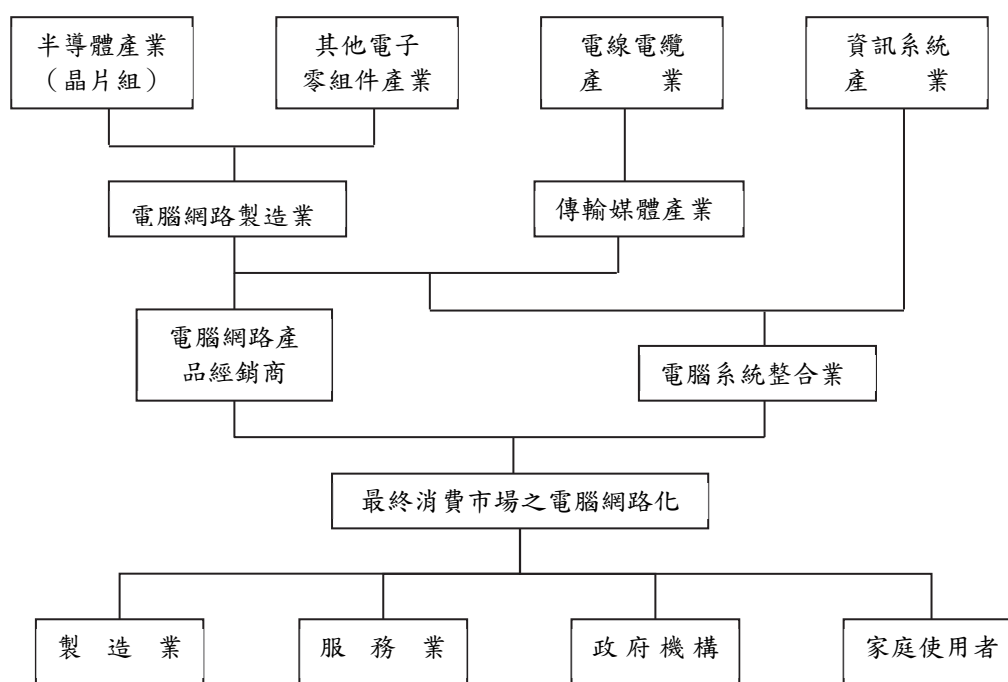 半導體產業
（晶片組）
其他電子
零組件產業
電線電纜
產業
資訊系統
產業
電腦網路製造業
傳輸媒體產業
電腦網路產
品經銷商
電腦系統整合業
最終消費市場之電腦網路化
製造業
服務業
政府機構
家庭使用者